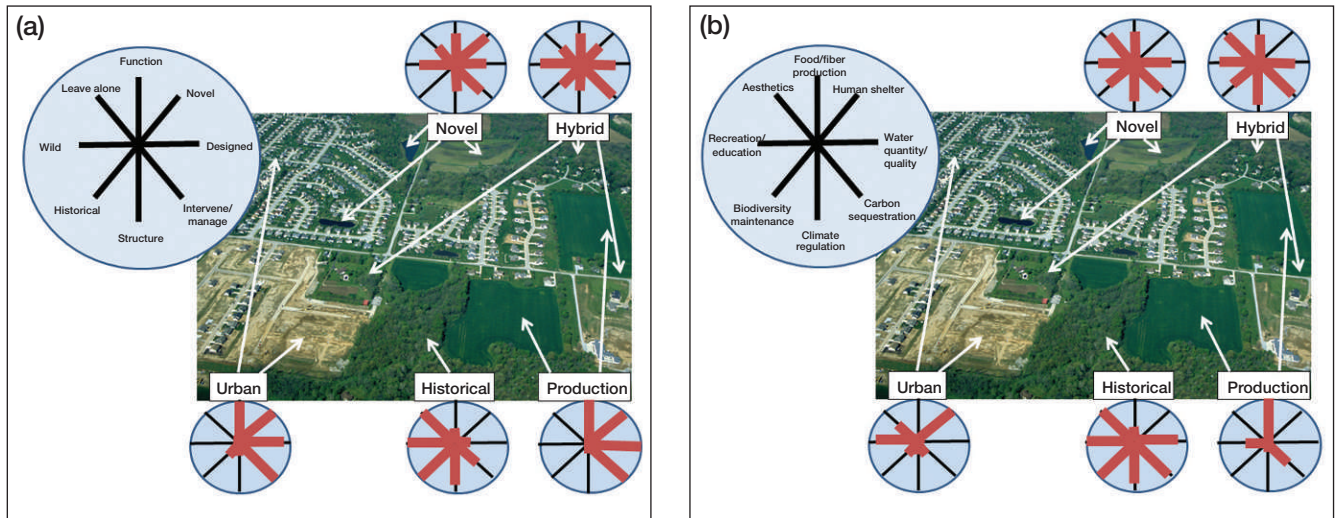 (a)
Function
Leave alone
Novel
Wild
Designed
Historical
Intervene/
manage
Structure
Novel
Hybrid
Urban
Historical
Production
(b)
Food/fiber
production
Aesthetics
Human shelter
Recreation/
education
Water
quantity/
quality
Biodiversity
maintenance
Carbon
sequestration
Climate
regulation
Novel
Hybrid
Urban
Historical
Production